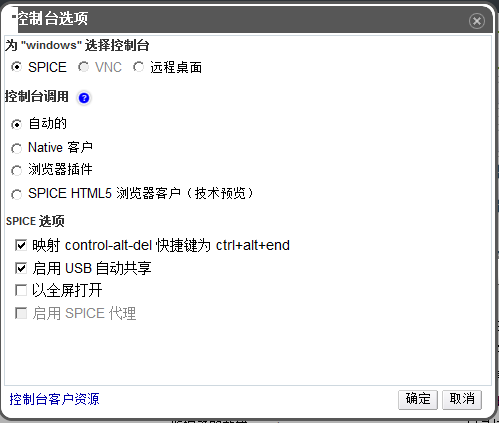 控制台选项
为 "windows" 选择控制台
SPICE VNC 远程桌面
控制台调用 ?
自动的
Native 客户
浏览器插件
SPICE HTML5 浏览器客户（技术预览）
SPICE 选项
映射 control-alt-del 快捷键为 ctrl+alt+end
启用 USB 自动共享
以全屏打开
启用 SPICE 代理
控制台客户资源 确定 取消